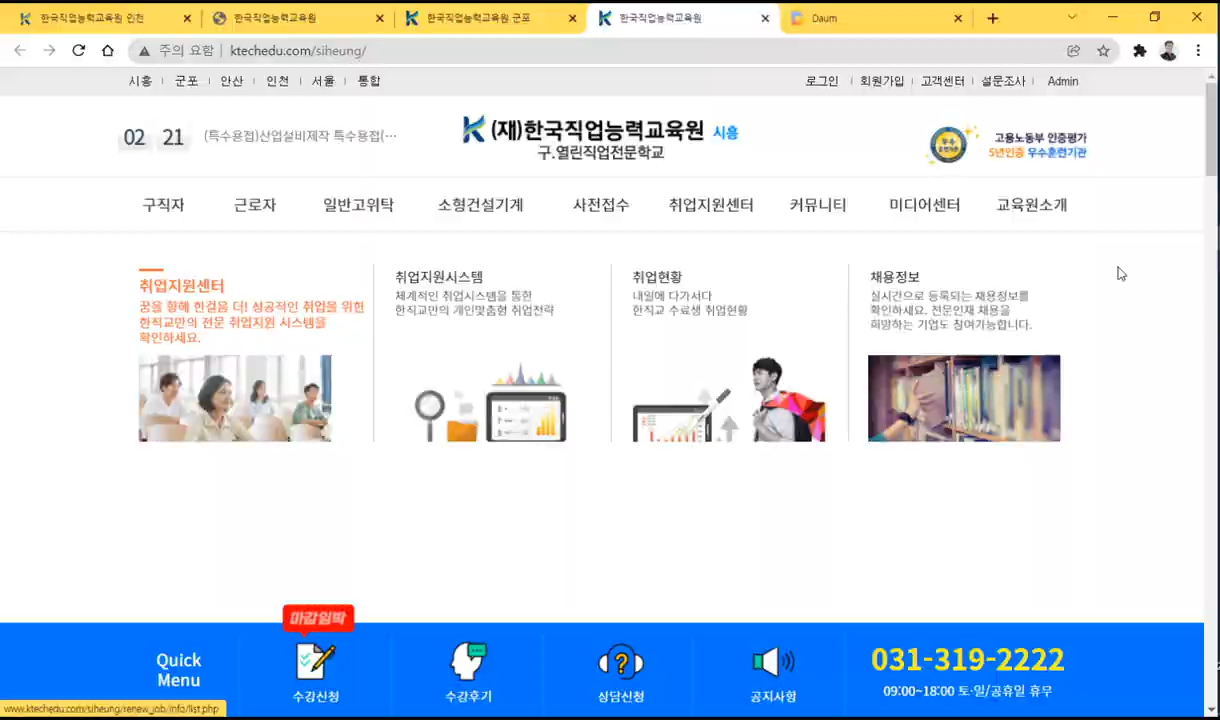 한국직업능력교육원 인천
한국직업능력교육원
한국직업능력교육원 군포
한국직업능력교육원
Daum
주의 요함
ktechedu.com/siheung/
시흥
군포
안산
인천
서울
통합
로그인
회원가입
고객센터
설문조사
Admin
02 21
(특수용접)산업설비제작 특수용접(···
(재)한국직업능력교육원 시흥
구.열린직업전문학교
우수
훈련기관
고용노동부 인증평가
5년인증 우수훈련기관
구직자
근로자
일반고위탁
소형건설기계
사전접수
취업지원센터
커뮤니티
미디어센터
교육원소개
취업지원센터
꿈을 향해 한걸음 더! 성공적인 취업을 위한
한직교만의 전문 취업지원 시스템을
확인하세요.
취업지원시스템
체계적인 취업시스템을 통한
한직교만의 개인맞춤형 취업전략
취업현황
내일에 다가서다
한직교 수료생 취업현황
채용정보
실시간으로 등록되는 채용정보를
확인하세요. 전문인재 채용을
희망하는 기업도 참여가능합니다.
마감임박
Quick
Menu
수강신청
수강후기
상담신청
공지사항
031-319-2222
09:00~18:00 토·일/공휴일 휴무
www.ktechedu.com/siheung/renew_job/info/list.php